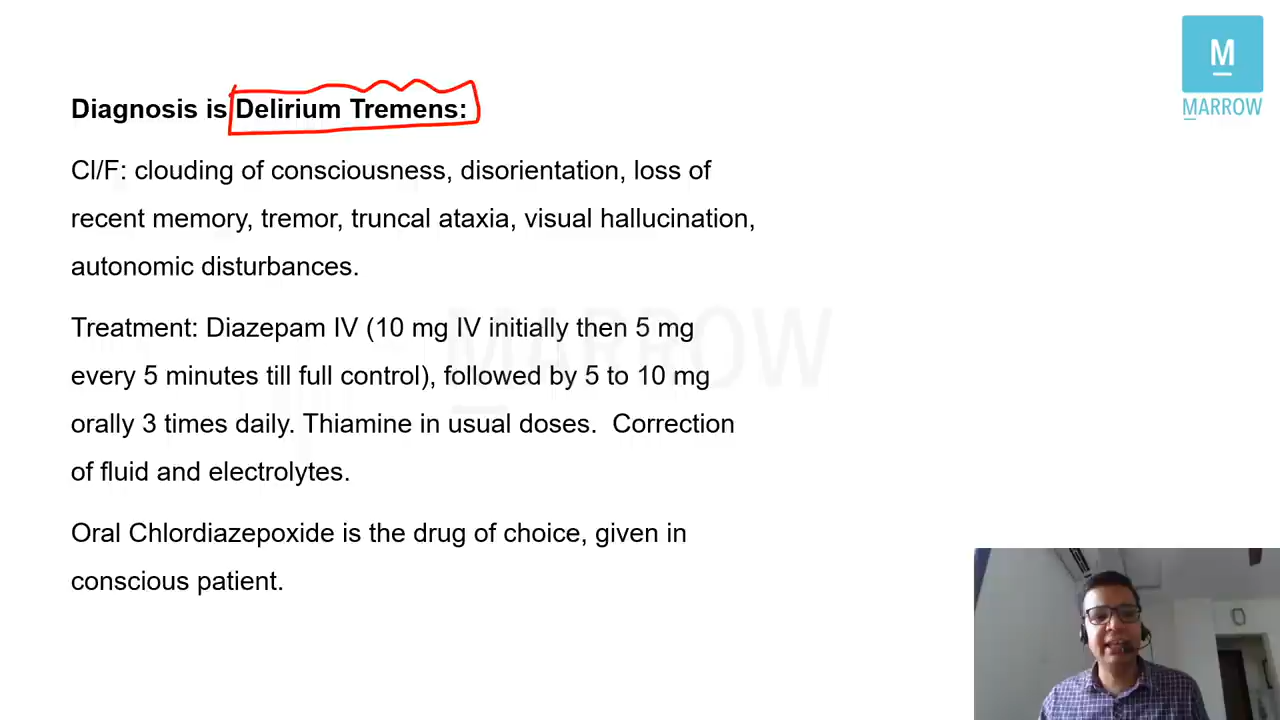 M
MARROW
Diagnosis is Delirium Tremens:
Cl/F: clouding of consciousness, disorientation, loss of
recent memory, tremor, truncal ataxia, visual hallucination,
autonomic disturbances.
Treatment: Diazepam IV (10 mg IV initially then 5 mg
every 5 minutes till full control), followed by 5 to 10 mg
orally 3 times daily. Thiamine in usual doses.  Correction
of fluid and electrolytes.
Oral Chlordiazepoxide is the drug of choice, given in
conscious patient.
MARROW